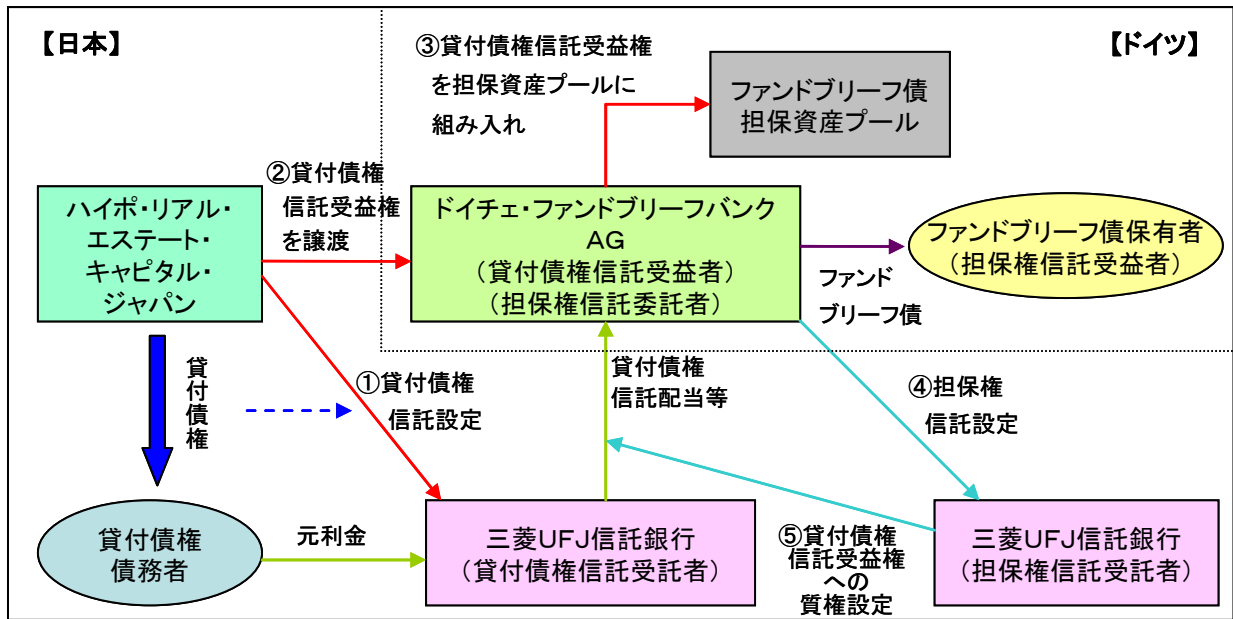 【日本】
【ドイツ】
③貸付債権信託受益権
を担保資産プールに
組み入れ
ファンドブリーフ債
担保資産プール
②貸付債権
信託受益権
を譲渡
ハイポ・リアル・
エステート・
キャピタル・
ジャパン
ドイチェ・ファンドブリーフバンク
AG
（貸付債権信託受益者）
（担保権信託委託者）
ファンドブリーフ債保有者
（担保権信託受益者）
ファンド
ブリーフ債
貸付債権
①貸付債権
信託設定
貸付債権
信託配当等
④担保権
信託設定
貸付債権
債務者
元利金
三菱UFJ信託銀行
（貸付債権信託受託者）
⑤貸付債権
信託受益権
への
質権設定
三菱UFJ信託銀行
（担保権信託受託者）